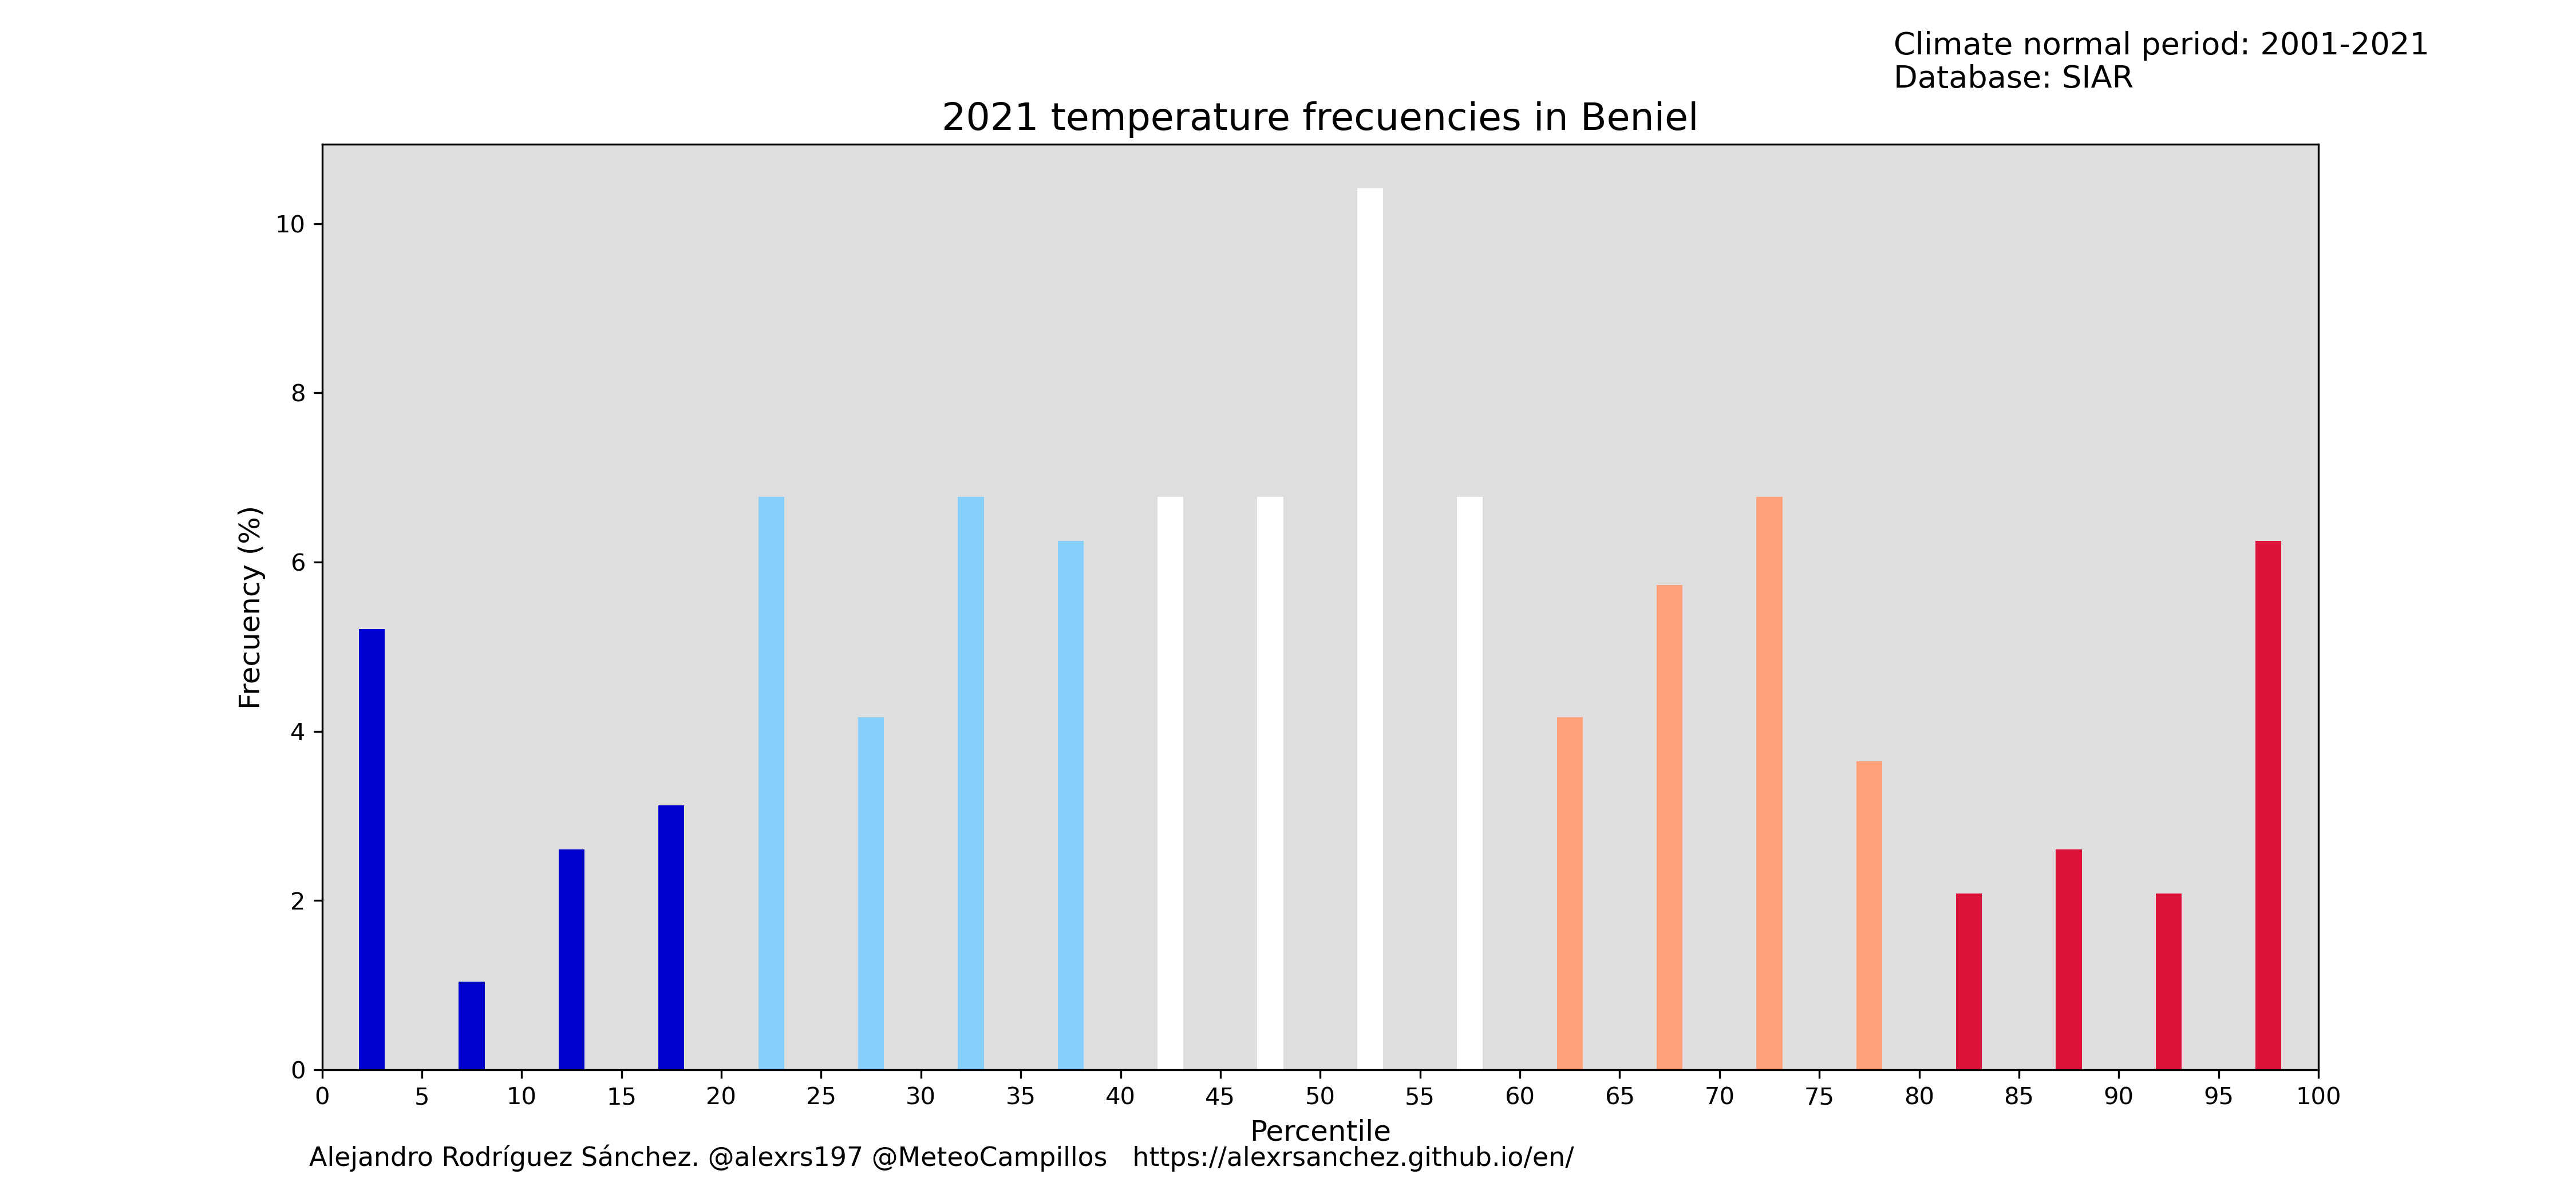 Climate normal period: 2001-2021
Database: SIAR
2021 temperature frecuencies in Beniel
Frecuency (%)
10
8
6
4
2
0
0 5 10 15 20 25 30 35 40 45 50 55 60 65 70 75 80 85 90 95 100
Percentile
Alejandro Rodríguez Sánchez. @alexrs197 @MeteoCampillos https://alexrsanchez.github.io/en/